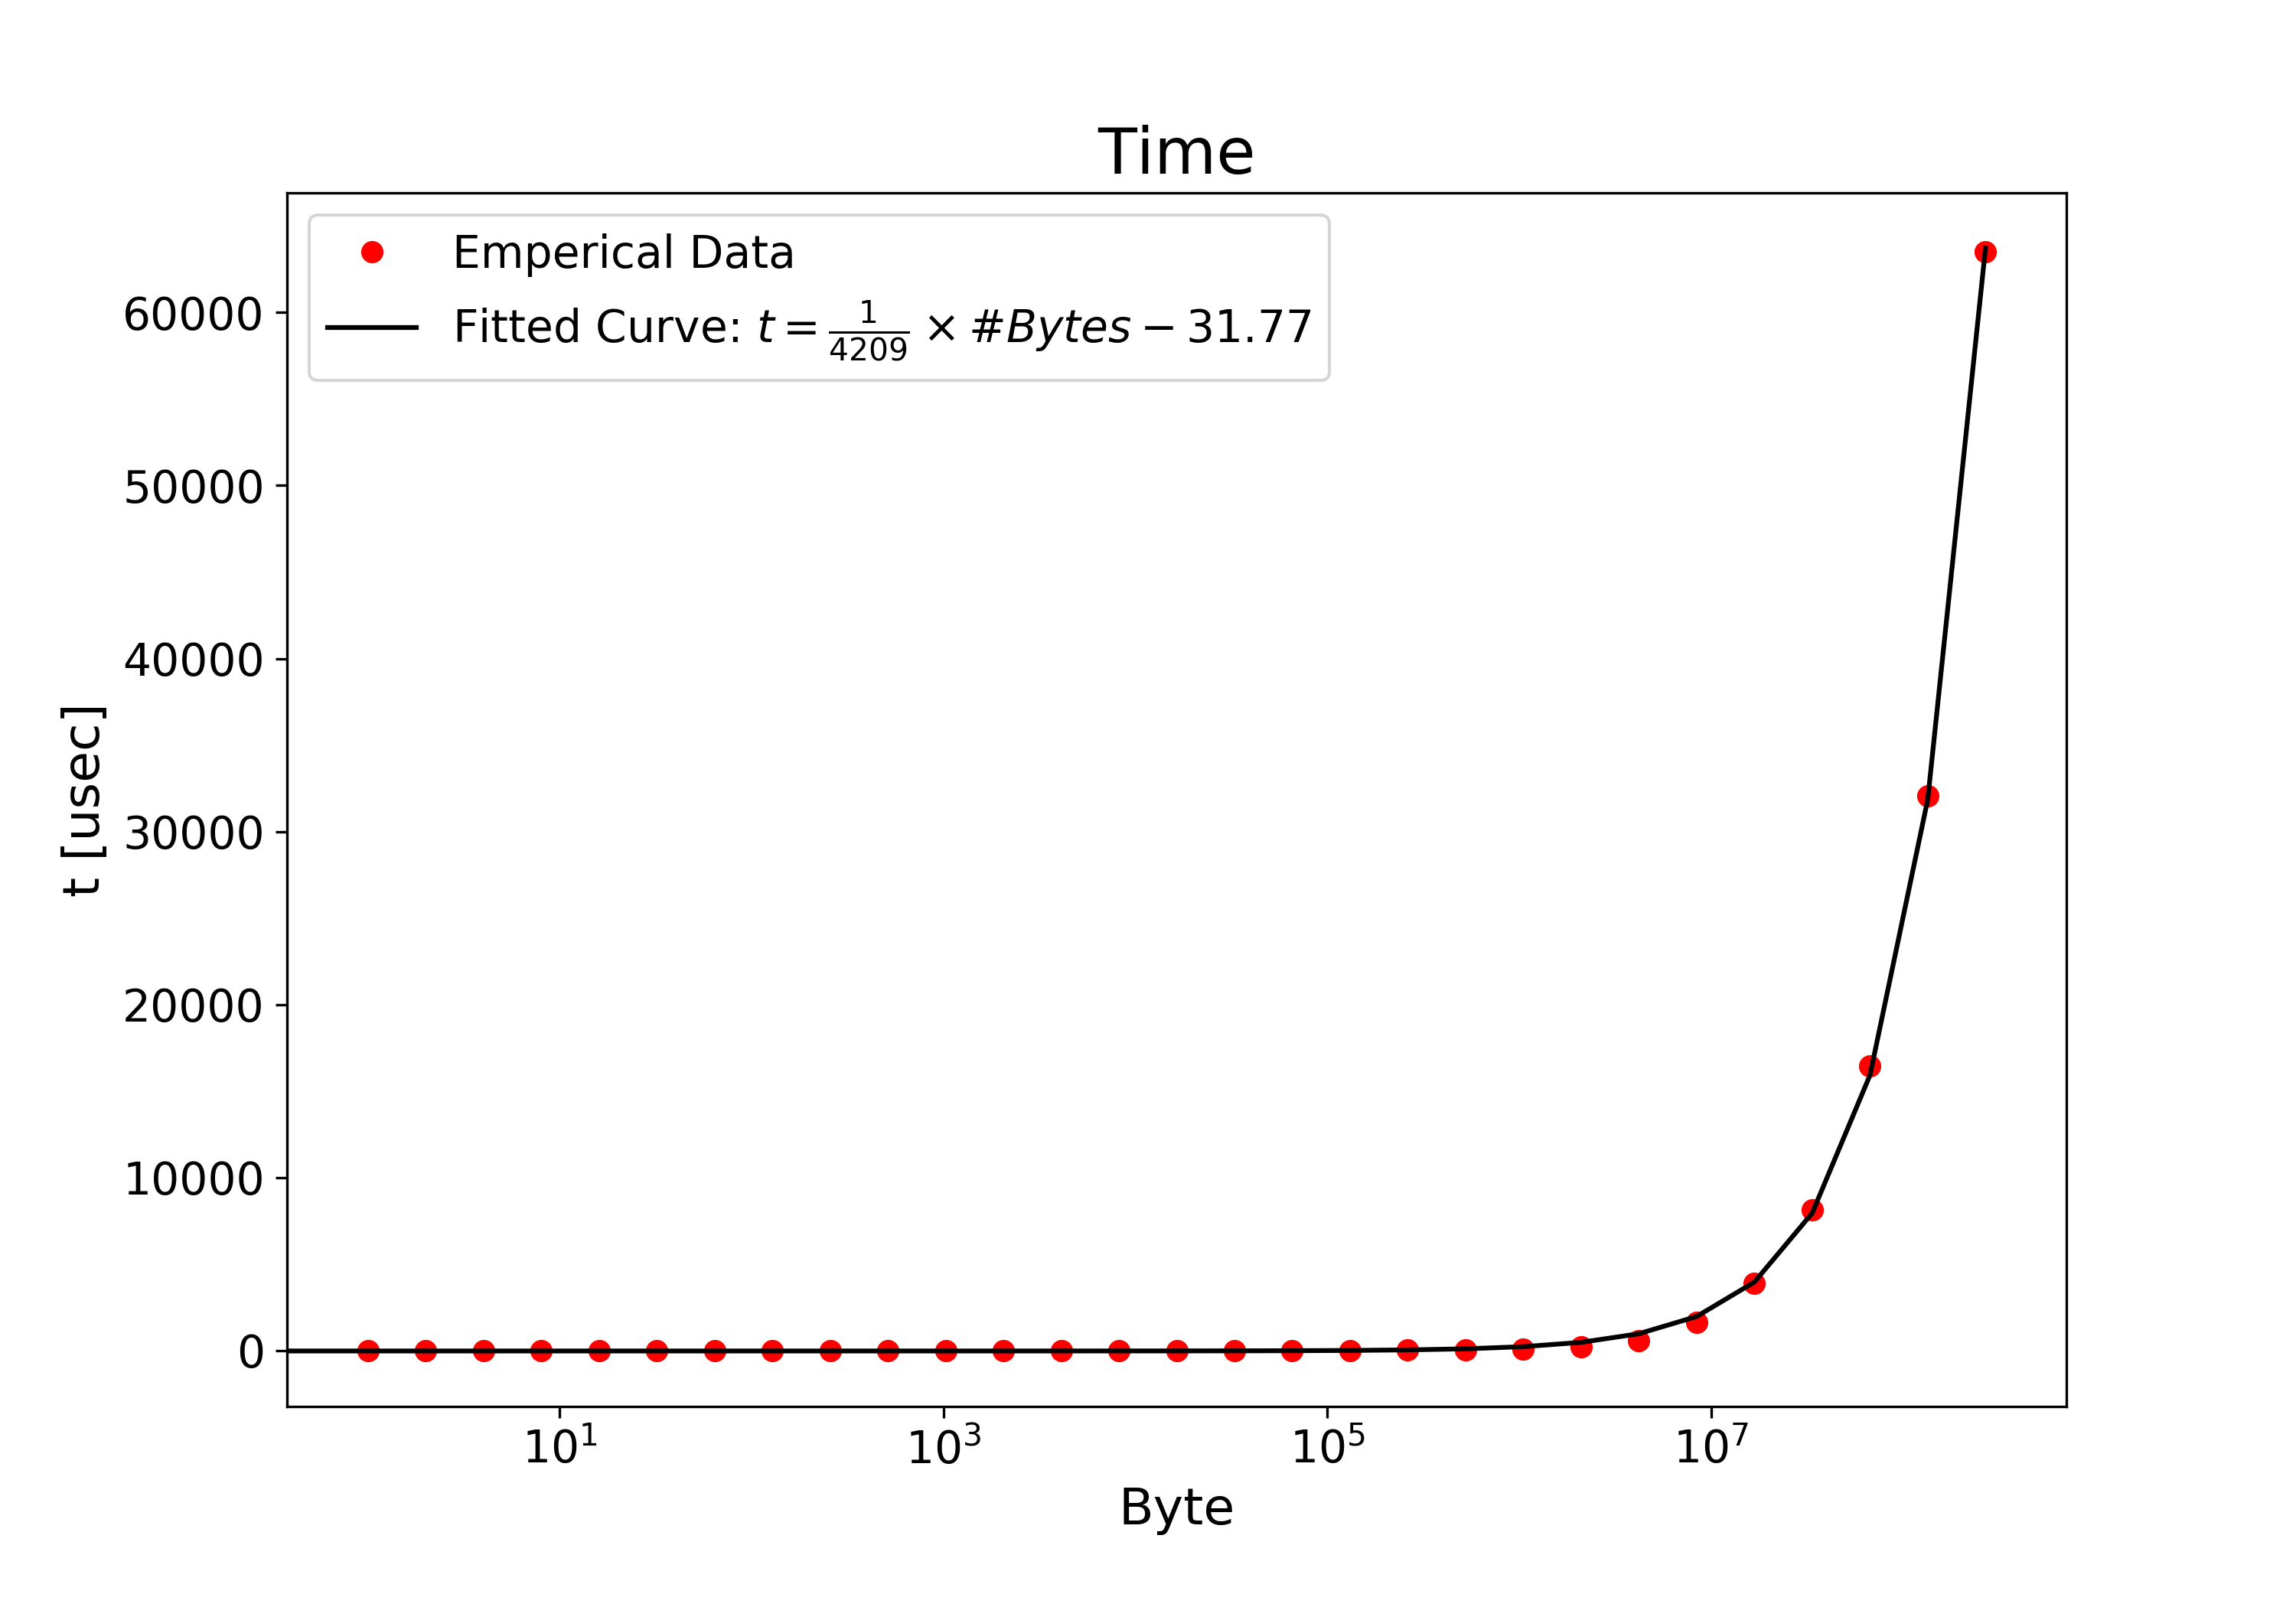 Time
Emperical Data
Fitted Curve: t = 1/4209 × #Bytes − 31.77
60000
50000
40000
30000
20000
10000
0
t [usec]
10^1
10^3
10^5
10^7
Byte